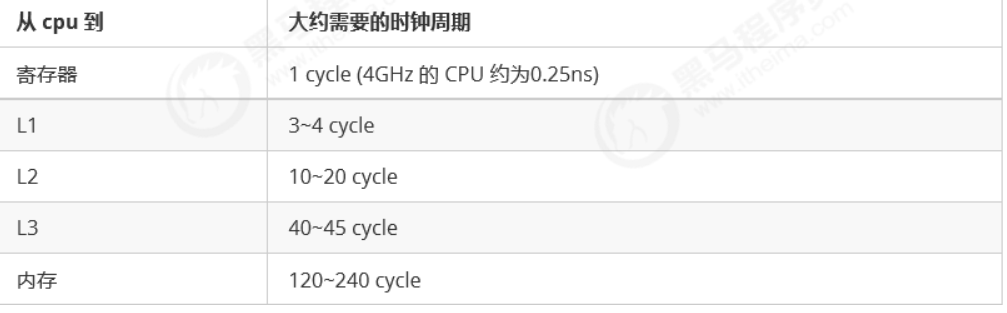 从 cpu 到 大约需要的时钟周期
寄存器 1 cycle (4GHz 的 CPU 约为0.25ns)
L1 3~4 cycle
L2 10~20 cycle
L3 40~45 cycle
内存 120~240 cycle
黑马程序员
www.itheima.com
黑马程序员
www.itheima.com